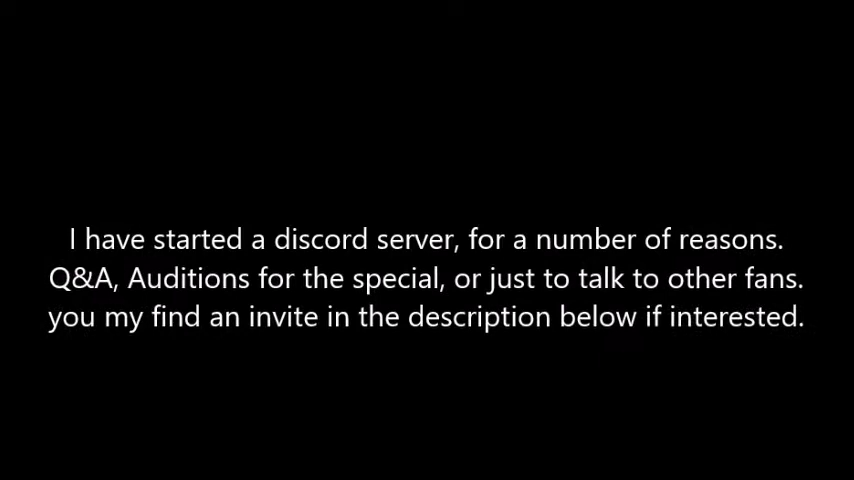 I have started a discord server, for a number of reasons.
Q&A, Auditions for the special, or just to talk to other fans.
you my find an invite in the description below if interested.